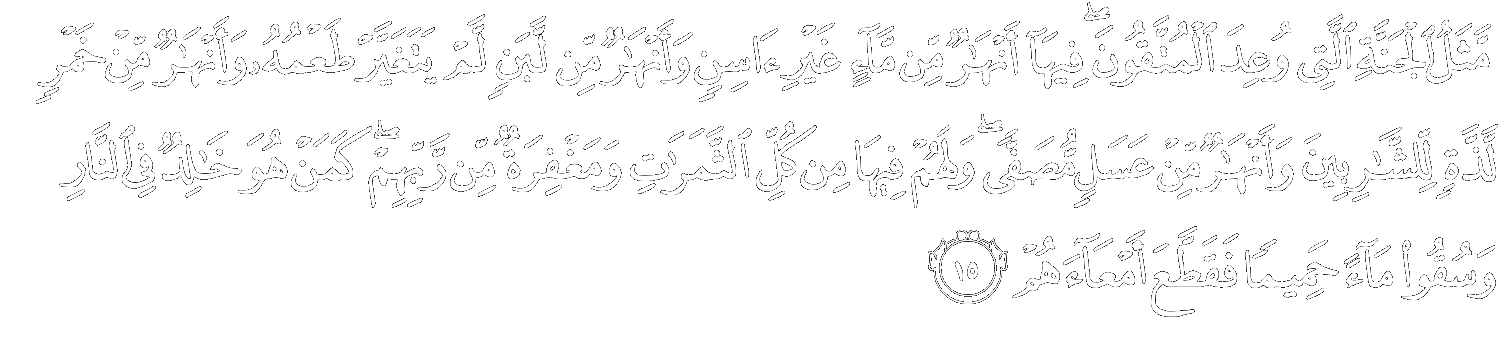 مَّثَلُ ٱلْجَنَّةِ ٱلَّتِى وُعِدَ ٱلْمُتَّقُونَ ۖ فِيهَآ أَنْهَٰرٌ مِّن مَّآءٍ غَيْرِ ءَاسِنٍ وَأَنْهَٰرٌ مِّن لَّبَنٍ لَّمْ يَتَغَيَّرْ طَعْمُهُۥ وَأَنْهَٰرٌ مِّنْ خَمْرٍ
لَّذَّةٍ لِّلشَّٰرِبِينَ وَأَنْهَٰرٌ مِّنْ عَسَلٍ مُّصَفًّى ۖ وَلَهُمْ فِيهَا مِن كُلِّ ٱلثَّمَرَٰتِ وَمَغْفِرَةٌ مِّن رَّبِّهِمْ ۖ كَمَنْ هُوَ خَٰلِدٌ فِى ٱلنَّارِ
وَسُقُوا۟ مَآءً حَمِيمًا فَقَطَّعَ أَمْعَآءَهُمْ ١٥